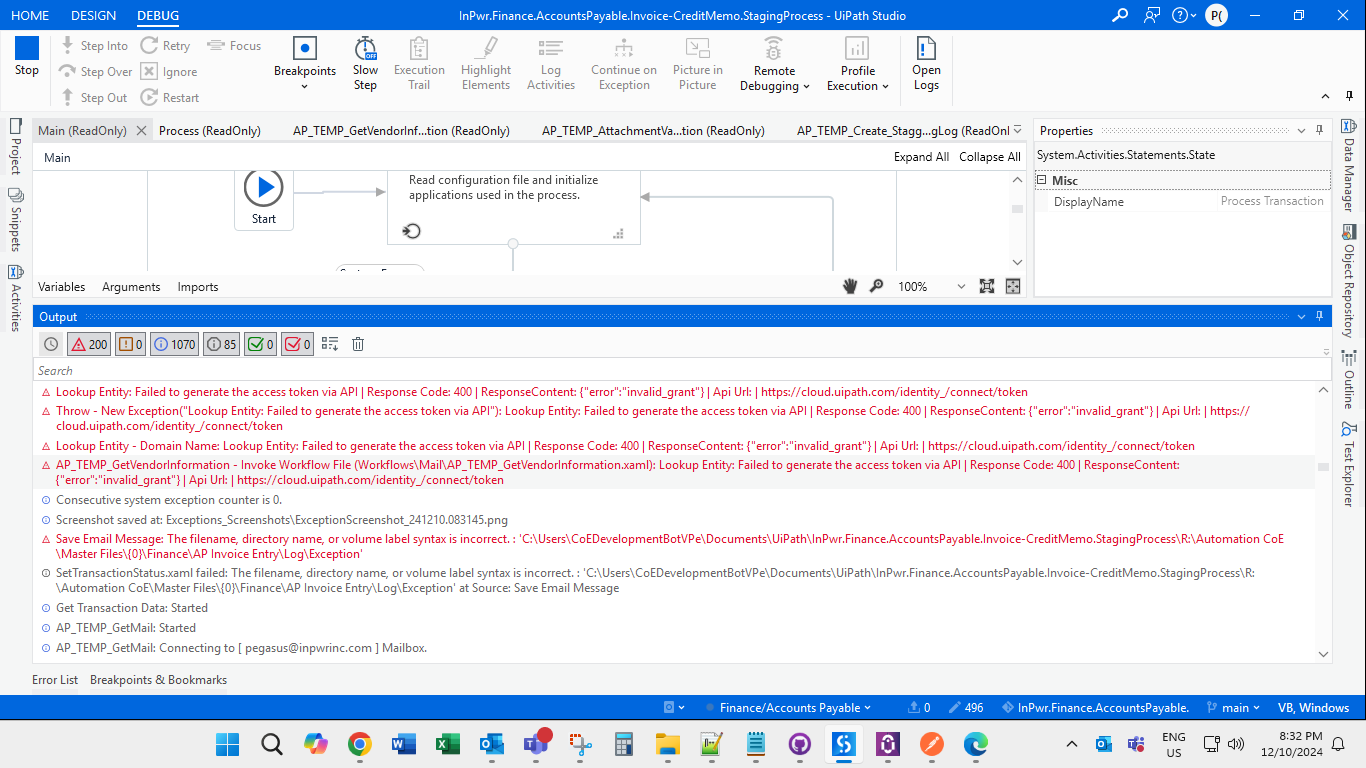 HOME DESIGN DEBUG InPwr.Finance.AccountsPayable.Invoice-CreditMemo.StagingProcess - UiPath Studio P(
Stop
Step Into Retry Focus
Step Over Ignore
Step Out Restart
Breakpoints
Slow Step
Execution Trail
Highlight Elements
Log Activities
Continue on Exception
Picture in Picture
Remote Debugging
Profile Execution
Open Logs
Project
Snippets
Activities
Main (ReadOnly) Process (ReadOnly) AP_TEMP_GetVendorInf...tion (ReadOnly) AP_TEMP_AttachmentVa...tion (ReadOnly) AP_TEMP_Create_Stagg...gLog (ReadOnl
Main Expand All Collapse All
Start
Read configuration file and initialize
applications used in the process.
Variables Arguments Imports 100%
Properties
System.Activities.Statements.State
Misc
DisplayName Process Transaction
Data Manager
Object Repository
Outline
Test Explorer
Output
200 0 1070 85 0 0
Search
Lookup Entity: Failed to generate the access token via API | Response Code: 400 | ResponseContent: {"error":"invalid_grant"} | Api Url: | https://cloud.uipath.com/identity_/connect/token
Throw - New Exception("Lookup Entity: Failed to generate the access token via API"): Lookup Entity: Failed to generate the access token via API | Response Code: 400 | ResponseContent: {"error":"invalid_grant"} | Api Url: | https://
cloud.uipath.com/identity_/connect/token
Lookup Entity - Domain Name: Lookup Entity: Failed to generate the access token via API | Response Code: 400 | ResponseContent: {"error":"invalid_grant"} | Api Url: | https://cloud.uipath.com/identity_/connect/token
AP_TEMP_GetVendorInformation - Invoke Workflow File (Workflows\Mail\AP_TEMP_GetVendorInformation.xaml): Lookup Entity: Failed to generate the access token via API | Response Code: 400 | ResponseContent:
{"error":"invalid_grant"} | Api Url: | https://cloud.uipath.com/identity_/connect/token
Consecutive system exception counter is 0.
Screenshot saved at: Exceptions_Screenshots\ExceptionScreenshot_241210.083145.png
Save Email Message: The filename, directory name, or volume label syntax is incorrect. : 'C:\Users\CoEDevelopmentBotVPe\Documents\UiPath\InPwr.Finance.AccountsPayable.Invoice-CreditMemo.StagingProcess\R:\Automation CoE
\Master Files\{0}\Finance\AP Invoice Entry\Log\Exception'
SetTransactionStatus.xaml failed: The filename, directory name, or volume label syntax is incorrect. : 'C:\Users\CoEDevelopmentBotVPe\Documents\UiPath\InPwr.Finance.AccountsPayable.Invoice-CreditMemo.StagingProcess\R:
\Automation CoE\Master Files\{0}\Finance\AP Invoice Entry\Log\Exception' at Source: Save Email Message
Get Transaction Data: Started
AP_TEMP_GetMail: Started
AP_TEMP_GetMail: Connecting to [ pegasus@inpwrinc.com ] Mailbox.
Error List Breakpoints & Bookmarks
Finance/Accounts Payable 0 496 InPwr.Finance.AccountsPayable. main VB, Windows
ENG
US
8:32 PM
12/10/2024